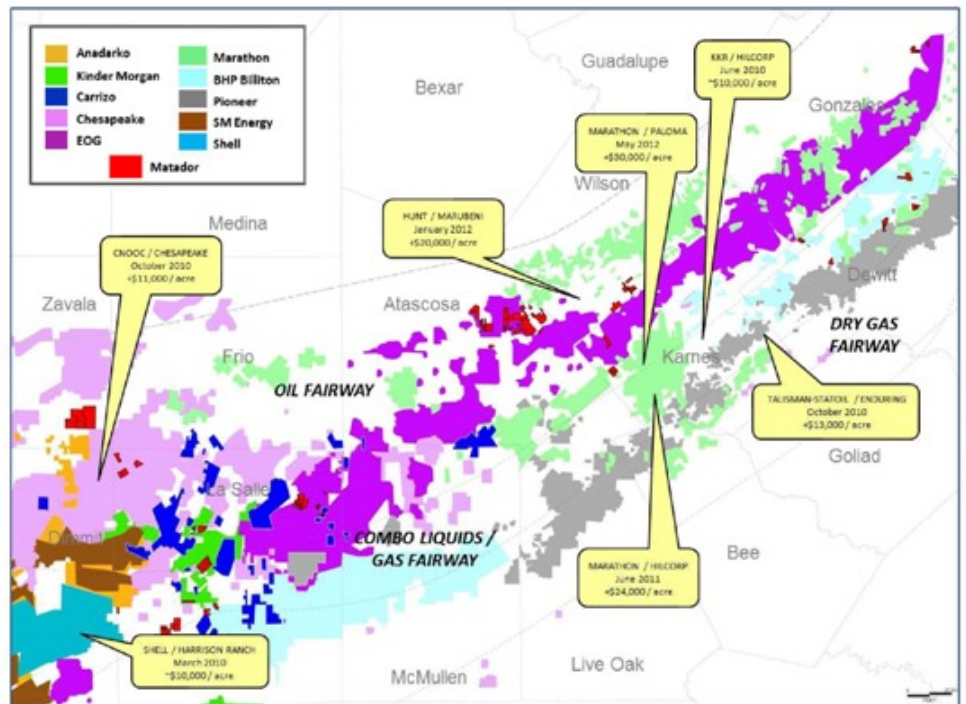 Anadarko
Kinder Morgan
Carrizo
Chesapeake
EOG
Marathon
BHP Billiton
Pioneer
SM Energy
Shell
Matador
Bexar
Guadalupe
KKR / HILCORP
June 2010
~$10,000 / acre
Gonzales
MARATHON / PALOMA
May 2012
+$30,000 / acre
Wilson
Medina
HUNT / MARUBENI
January 2012
+$20,000 / acre
CNOOC / CHESAPEAKE
October 2010
+$11,000 / acre
Zavala
Atascosa
Dewitt
DRY GAS
FAIRWAY
Karnes
Frio
OIL FAIRWAY
TALISMAN-STATOIL / ENDURING
October 2010
+$13,000 / acre
Goliad
La Salle
Dimmit
COMBO LIQUIDS /
GAS FAIRWAY
Bee
MARATHON / HILCORP
June 2011
+$24,000 / acre
SHELL / HARRISON RANCH
March 2010
~$10,000 / acre
McMullen
Live Oak